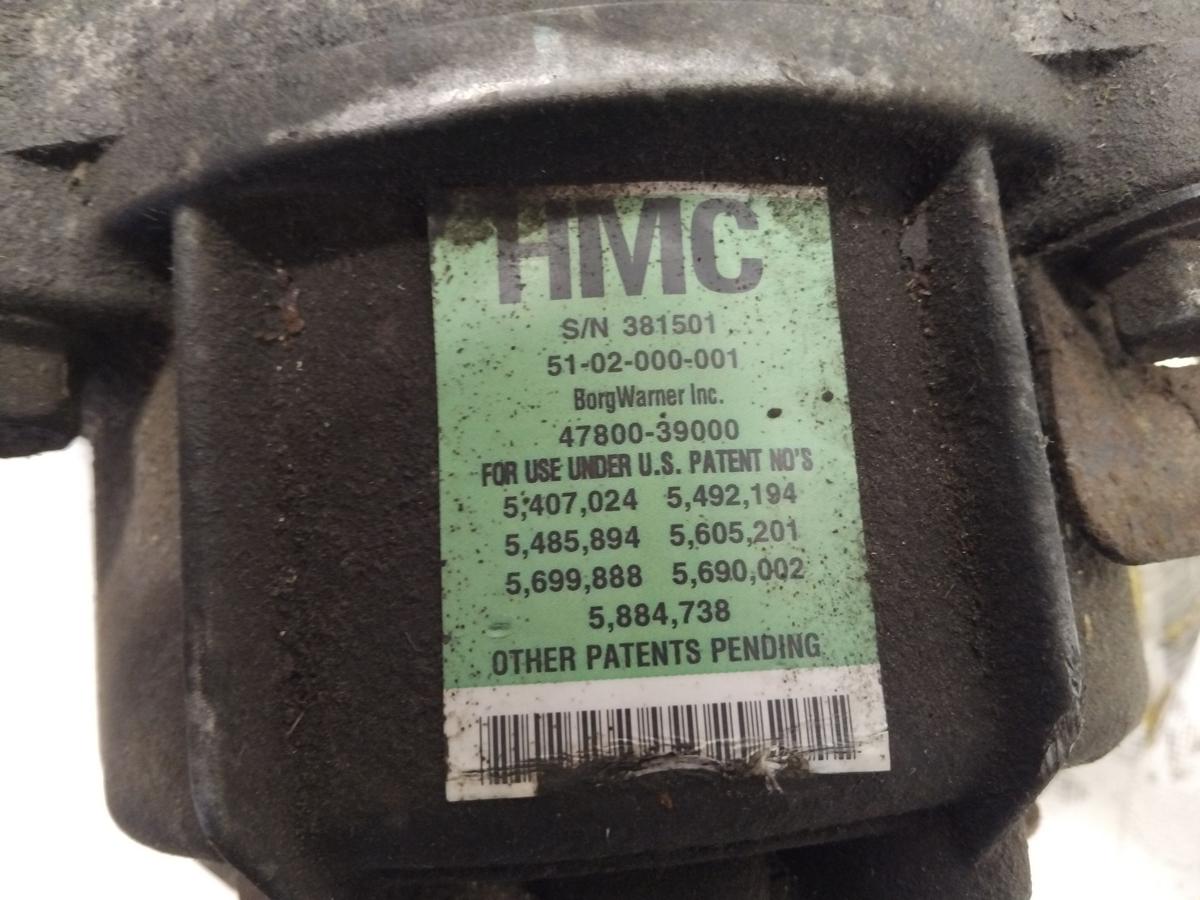 HMC
S/N 381501
51-02-000-001
BorgWarner Inc.
47800-39000
FOR USE UNDER U.S. PATENT NO'S
5,407,024 5,492,194
5,485,894 5,605,201
5,699,888 5,690,002
5,884,738
OTHER PATENTS PENDING